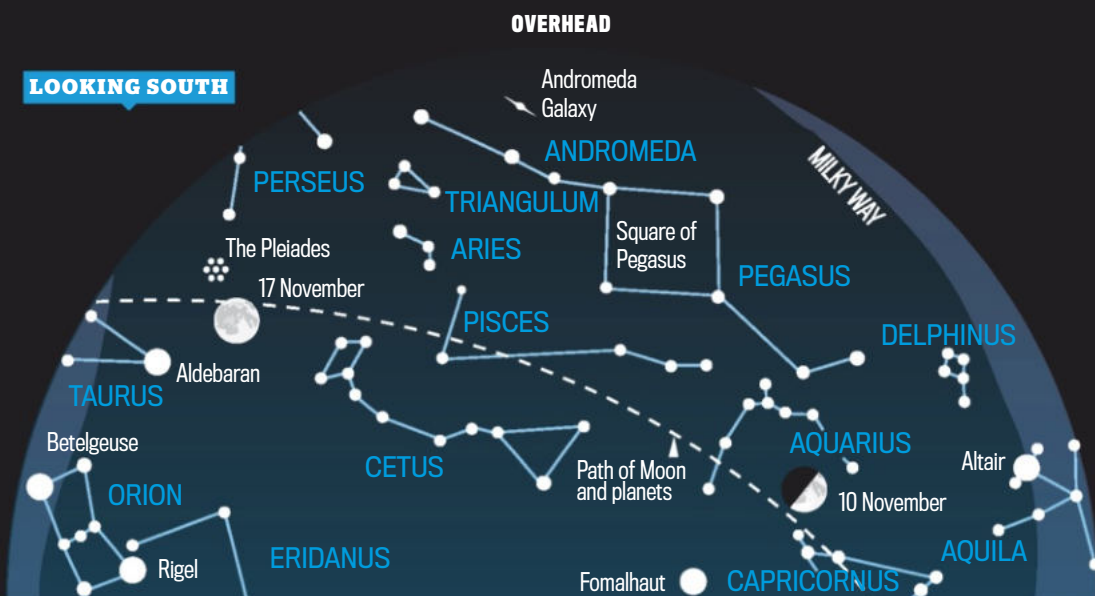 OVERHEAD
LOOKING SOUTH
Andromeda
Galaxy
ANDROMEDA
MILKY WAY
PERSEUS
TRIANGULUM
Square of
Pegasus
The Pleiades
ARIES
PEGASUS
17 November
PISCES
DELPHINUS
Aldebaran
TAURUS
Betelgeuse
AQUARIUS
CETUS
Path of Moon
and planets
Altair
ORION
10 November
AQUILA
ERIDANUS
Rigel
Fomalhaut
CAPRICORNUS